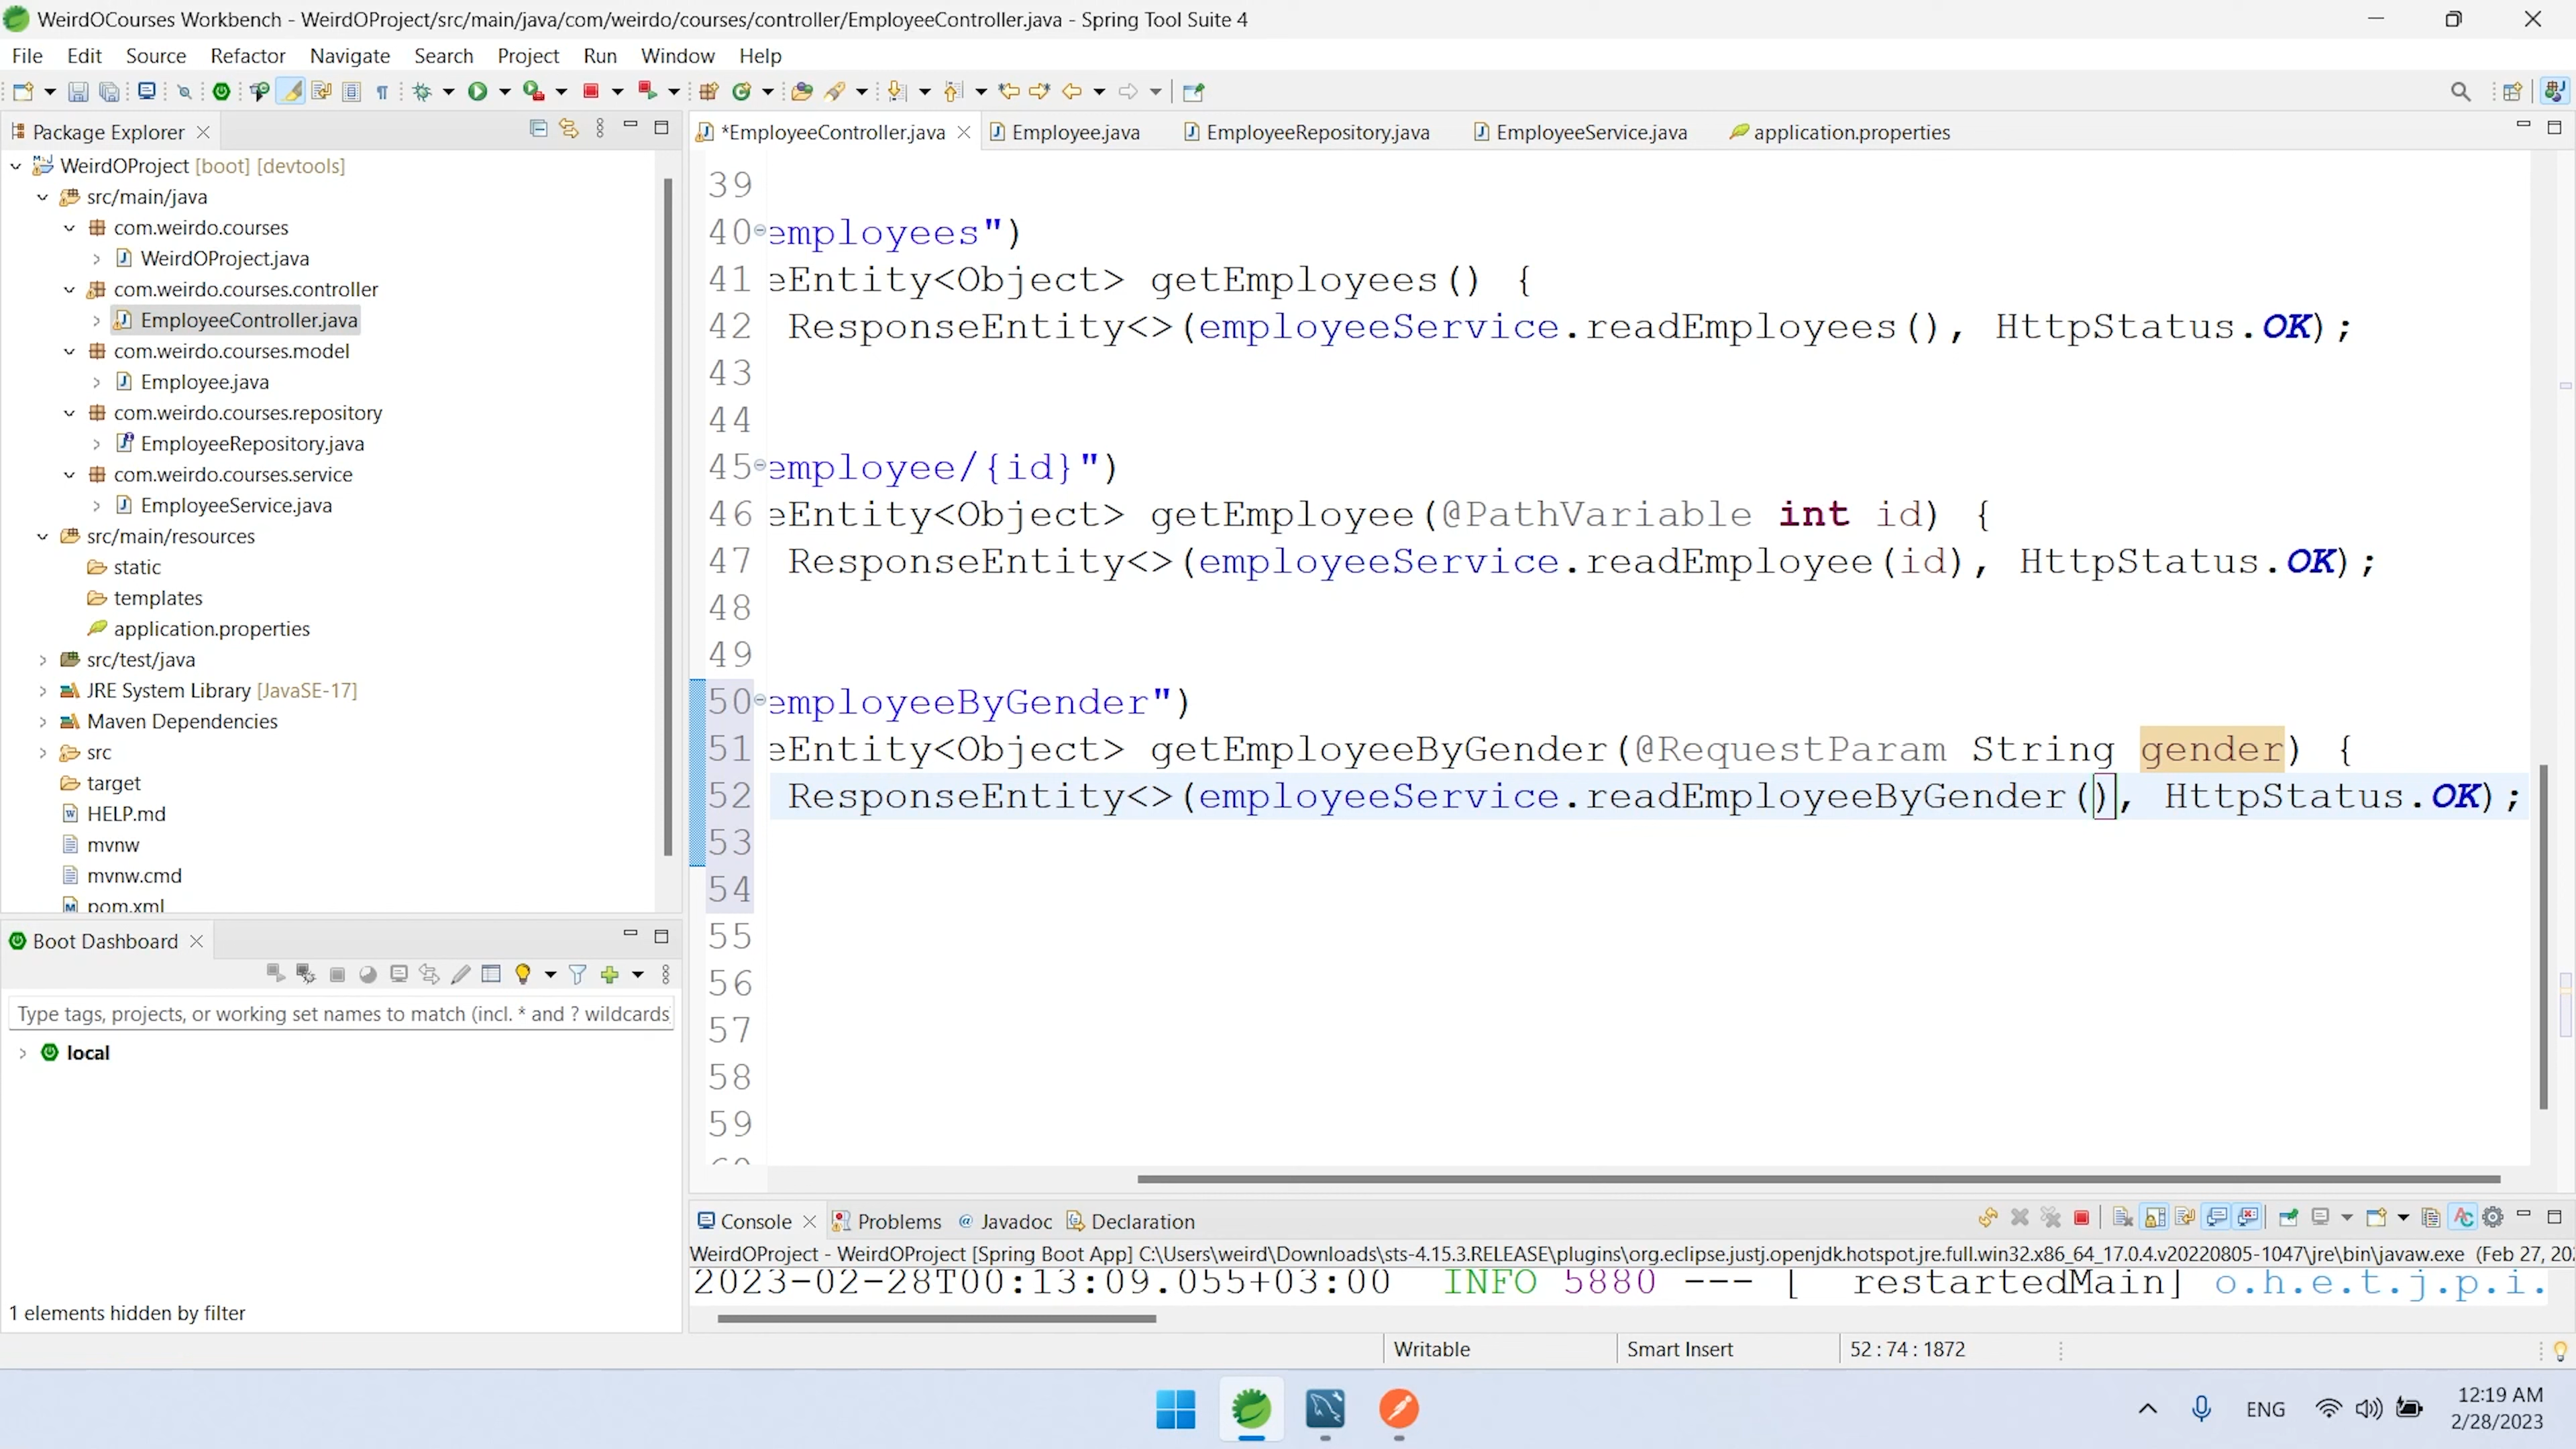 WeirdOCourses Workbench - WeirdOProject/src/main/java/com/weirdo/courses/controller/EmployeeController.java - Spring Tool Suite 4
File Edit Source Refactor Navigate Search Project Run Window Help
Package Explorer
WeirdOProject [boot] [devtools]
src/main/java
com.weirdo.courses
WeirdOProject.java
com.weirdo.courses.controller
EmployeeController.java
com.weirdo.courses.model
Employee.java
com.weirdo.courses.repository
EmployeeRepository.java
com.weirdo.courses.service
EmployeeService.java
src/main/resources
static
templates
application.properties
src/test/java
JRE System Library [JavaSE-17]
Maven Dependencies
src
target
HELP.md
mvnw
mvnw.cmd
pom.xml
Boot Dashboard
Type tags, projects, or working set names to match (incl. * and ? wildcards
local
1 elements hidden by filter
*EmployeeController.java Employee.java EmployeeRepository.java EmployeeService.java application.properties
39
40 employees")
41 eEntity<Object> getEmployees() {
42 ResponseEntity<>(employeeService.readEmployees(), HttpStatus.OK);
43
44
45 employee/{id}")
46 eEntity<Object> getEmployee(@PathVariable int id) {
47 ResponseEntity<>(employeeService.readEmployee(id), HttpStatus.OK);
48
49
50 employeeByGender")
51 eEntity<Object> getEmployeeByGender(@RequestParam String gender) {
52 ResponseEntity<>(employeeService.readEmployeeByGender(), HttpStatus.OK);
53
54
55
56
57
58
59
Console Problems Javadoc Declaration
WeirdOProject - WeirdOProject [Spring Boot App] C:\Users\weird\Downloads\sts-4.15.3.RELEASE\plugins\org.eclipse.justj.openjdk.hotspot.jre.full.win32.x86_64_17.0.4.v20220805-1047\jre\bin\javaw.exe (Feb 27, 202
2023-02-28T00:13:09.055+03:00 INFO 5880 --- [ restartedMain] o.h.e.t.j.p.i.
Writable Smart Insert 52 : 74 : 1872
ENG
12:19 AM
2/28/2023